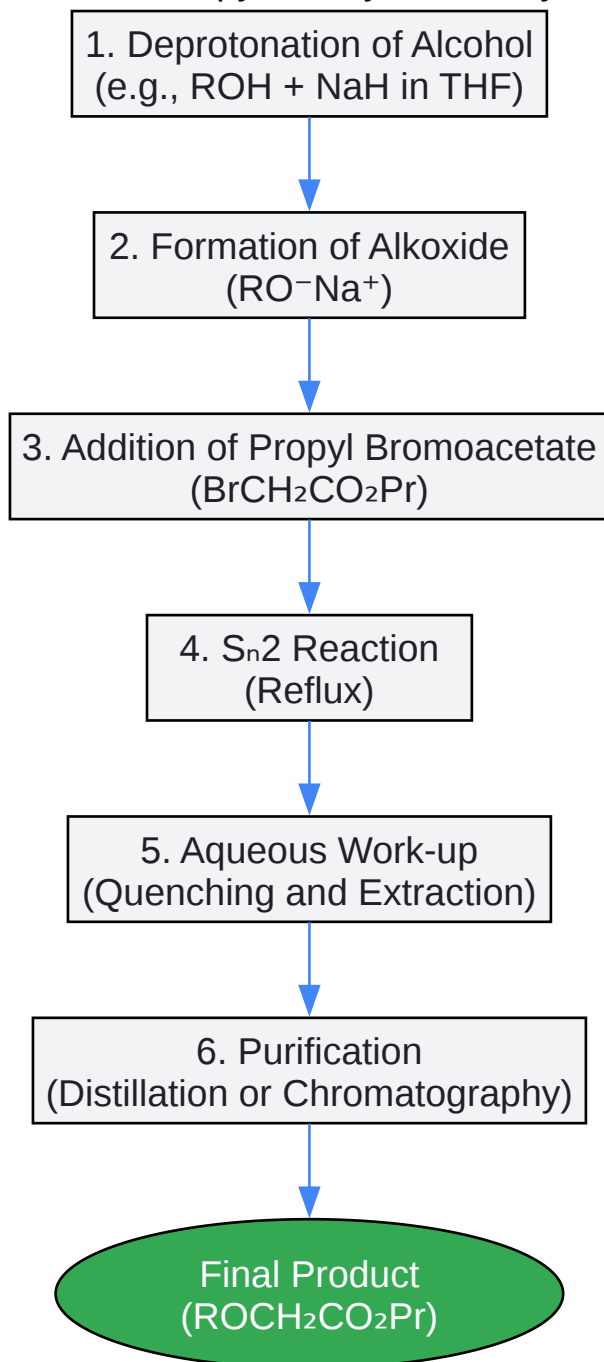 1. Deprotonation of Alcohol
(e.g., ROH + NaH in THF)
2. Formation of Alkoxide
(RO⁻Na⁺)
3. Addition of Propyl Bromoacetate
(BrCH₂CO₂Pr)
4. Sₙ2 Reaction
(Reflux)
5. Aqueous Work-up
(Quenching and Extraction)
6. Purification
(Distillation or Chromatography)
Final Product
(ROCH₂CO₂Pr)